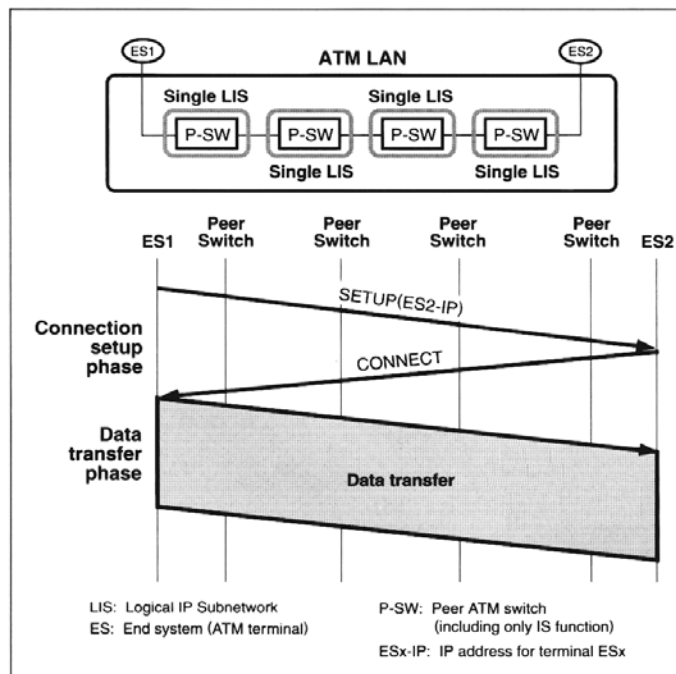 ES1
ES2
ATM LAN
Single LIS
Single LIS
P-SW
P-SW
P-SW
P-SW
Single LIS
Single LIS
ES1
Peer Switch
Peer Switch
Peer Switch
Peer Switch
ES2
SETUP(ES2-IP)
Connection
setup
phase
CONNECT
Data
transfer
phase
Data transfer
LIS: Logical IP Subnetwork
ES: End system (ATM terminal)
P-SW: Peer ATM switch
(including only IS function)
ESx-IP: IP address for terminal ESx